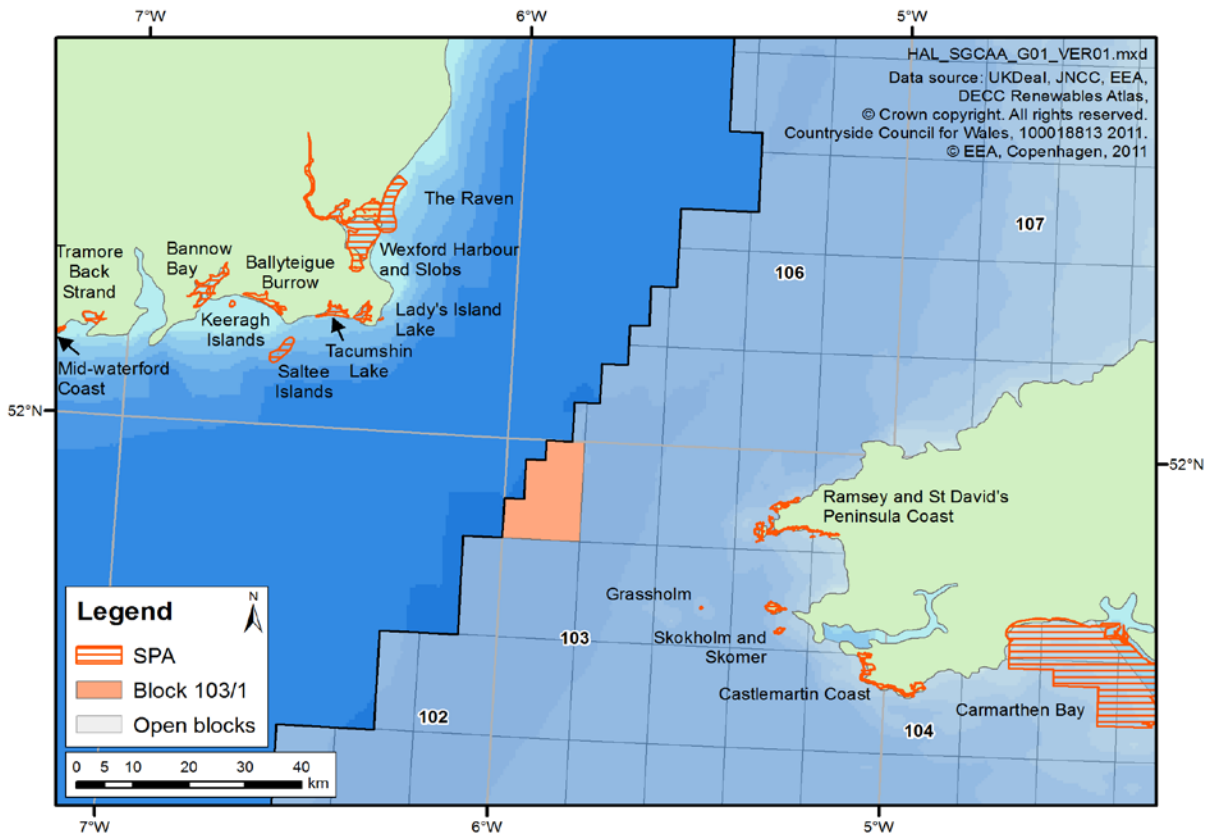 7°W
6°W
5°W
HAL_SGCAA_G01_VER01.mxd
Data source: UKDeal, JNCC, EEA,
DECC Renewables Atlas,
© Crown copyright. All rights reserved.
Countryside Council for Wales, 100018813 2011.
© EEA, Copenhagen, 2011
The Raven
107
Wexford Harbour
and Slobs
Tramore
Back
Strand
Bannow
Bay
Ballyteigue
Burrow
106
Keeragh
Islands
Lady's Island
Lake
Tacumshin
Lake
Mid-waterford
Coast
Saltee
Islands
52°N
52°N
Ramsey and St David's
Peninsula Coast
Grassholm
103
Skokholm and
Skomer
Castlemartin Coast
Carmarthen Bay
102
104
Legend
N
SPA
Block 103/1
Open blocks
0 5 10 20 30 40
km
7°W
6°W
5°W